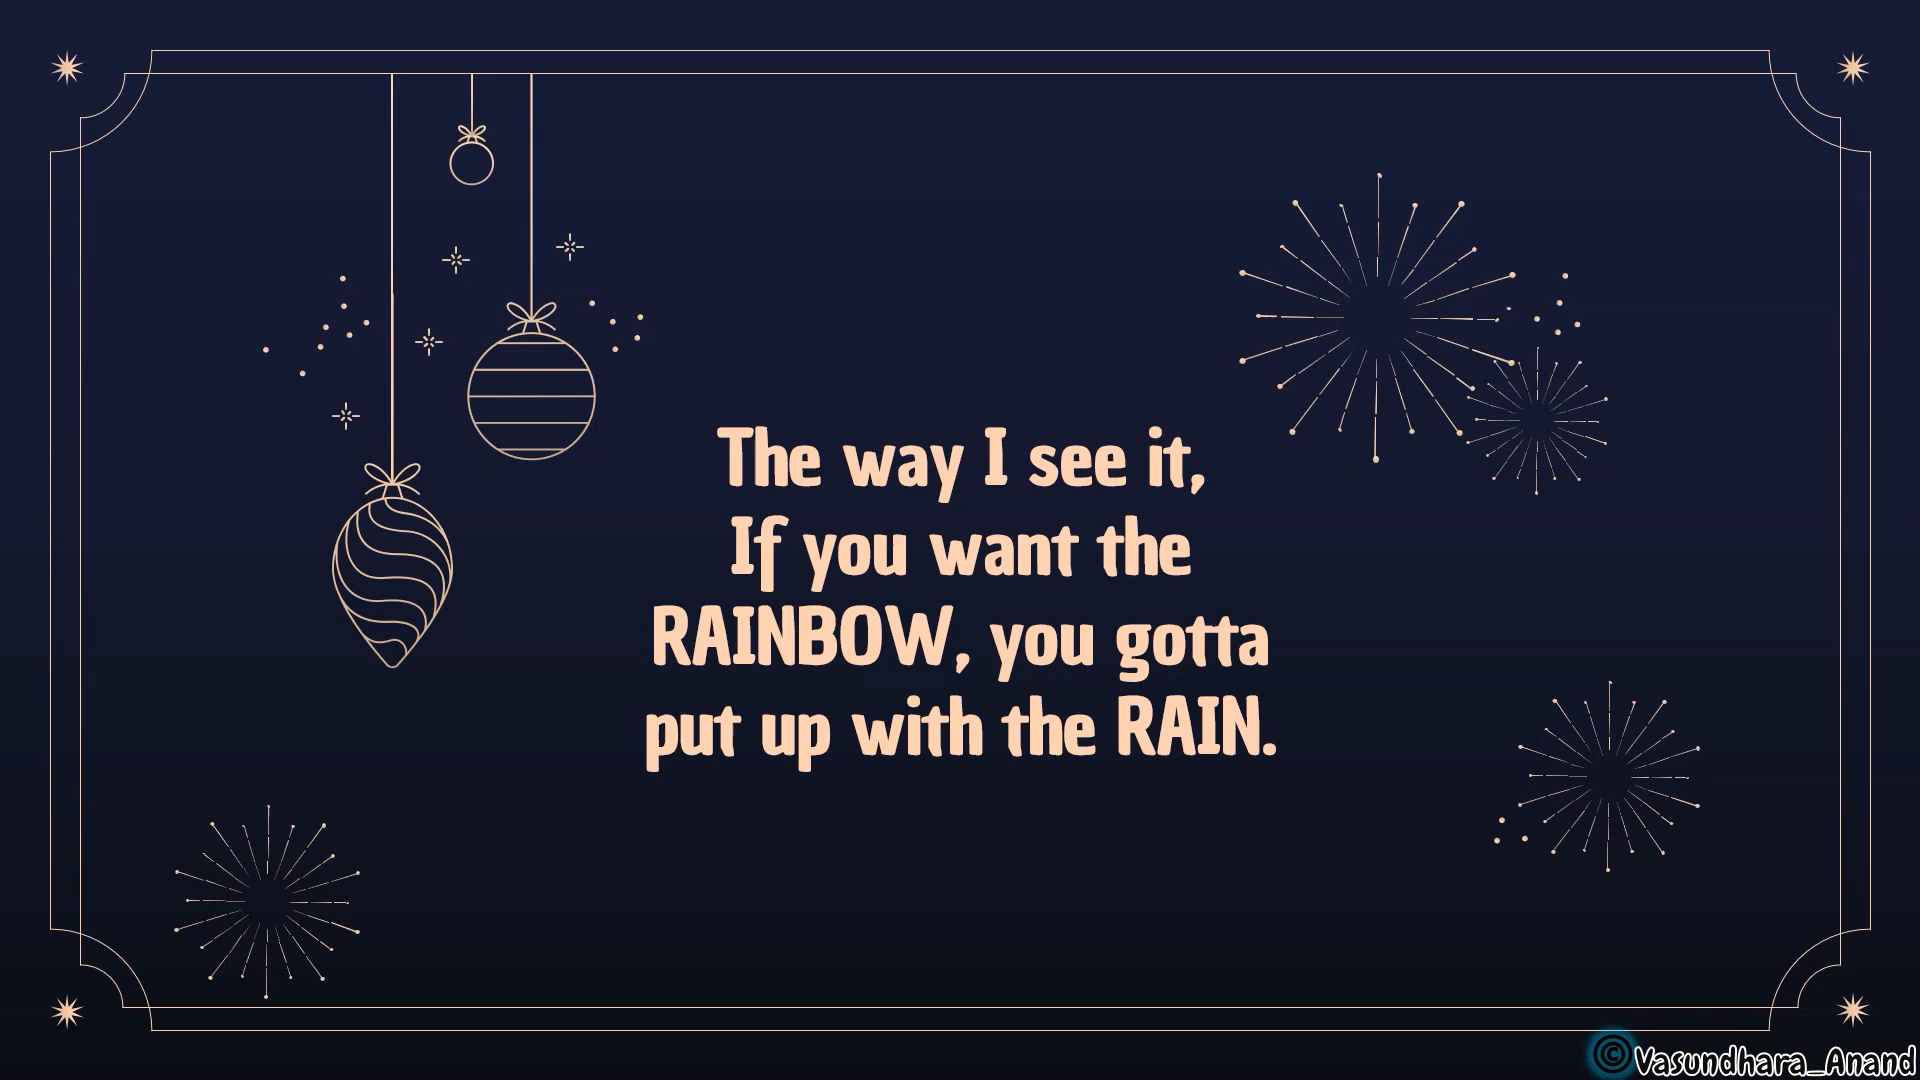 The way I see it,
If you want the
RAINBOW, you gotta
put up with the RAIN.
© Vasundhara_Anand